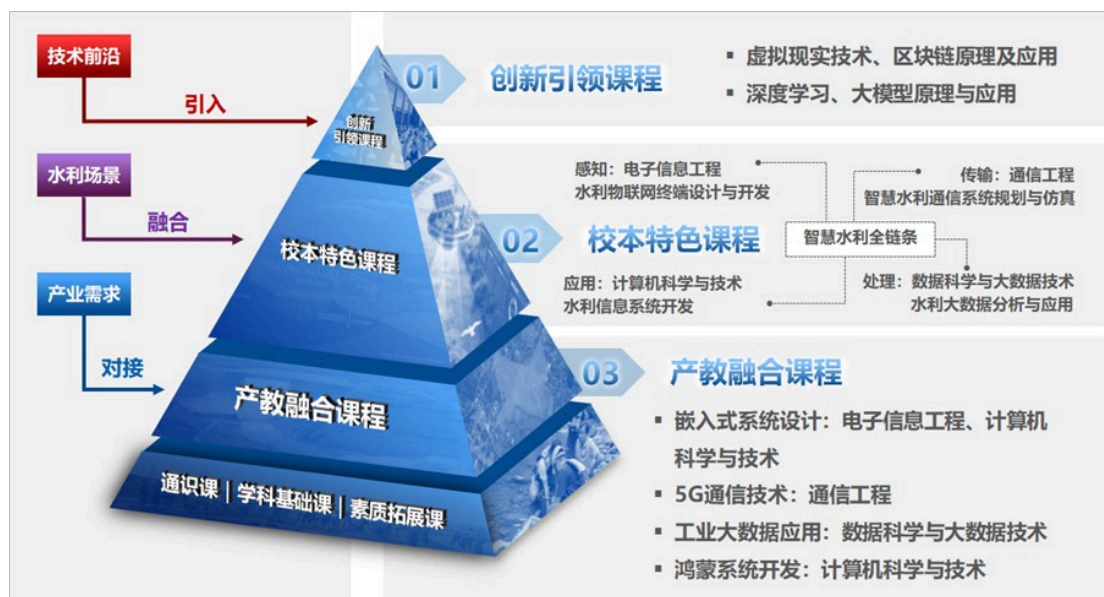 技术前沿
引入
水利场景
融合
产业需求
对接
创新
引领课程
校本特色课程
产教融合课程
通识课｜学科基础课｜素质拓展课
01
创新引领课程
▪ 虚拟现实技术、区块链原理及应用
▪ 深度学习、大模型原理与应用
02
校本特色课程
感知：电子信息工程
水利物联网终端设计与开发
传输：通信工程
智慧水利通信系统规划与仿真
智慧水利全链条
应用：计算机科学与技术
水利信息系统开发
处理：数据科学与大数据技术
水利大数据分析与应用
03
产教融合课程
▪ 嵌入式系统设计：电子信息工程、计算机
科学与技术
▪ 5G通信技术：通信工程
▪ 工业大数据应用：数据科学与大数据技术
▪ 鸿蒙系统开发：计算机科学与技术